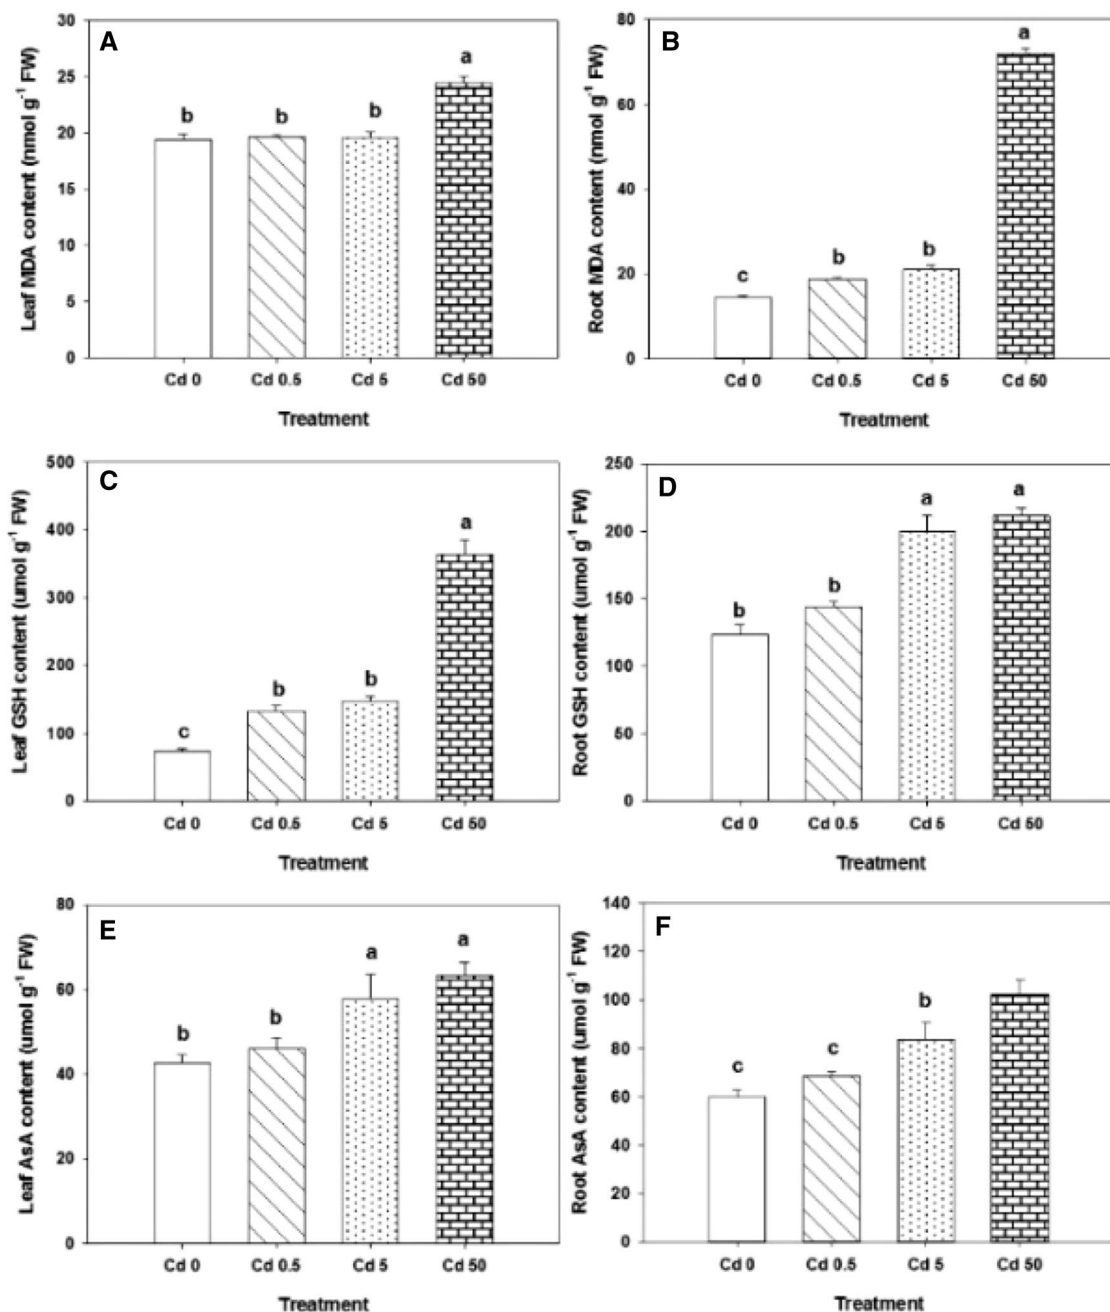 A
Leaf MDA content (nmol g⁻¹ FW)
30
25
20
15
10
5
0
b
b
b
a
Cd 0 Cd 0.5 Cd 5 Cd 50
Treatment
B
Root MDA content (nmol g⁻¹ FW)
80
60
40
20
0
c
b
b
a
Cd 0 Cd 0.5 Cd 5 Cd 50
Treatment
C
Leaf GSH content (umol g⁻¹ FW)
500
400
300
200
100
0
c
b
b
a
Cd 0 Cd 0.5 Cd 5 Cd 50
Treatment
D
Root GSH content (umol g⁻¹ FW)
250
200
150
100
50
0
b
b
a
a
Cd 0 Cd 0.5 Cd 5 Cd 50
Treatment
E
Leaf AsA content (umol g⁻¹ FW)
80
60
40
20
0
b
b
a
a
Cd 0 Cd 0.5 Cd 5 Cd 50
Treatment
F
Root AsA content (umol g⁻¹ FW)
140
120
100
80
60
40
20
0
c
c
b
Cd 0 Cd 0.5 Cd 5 Cd 50
Treatment